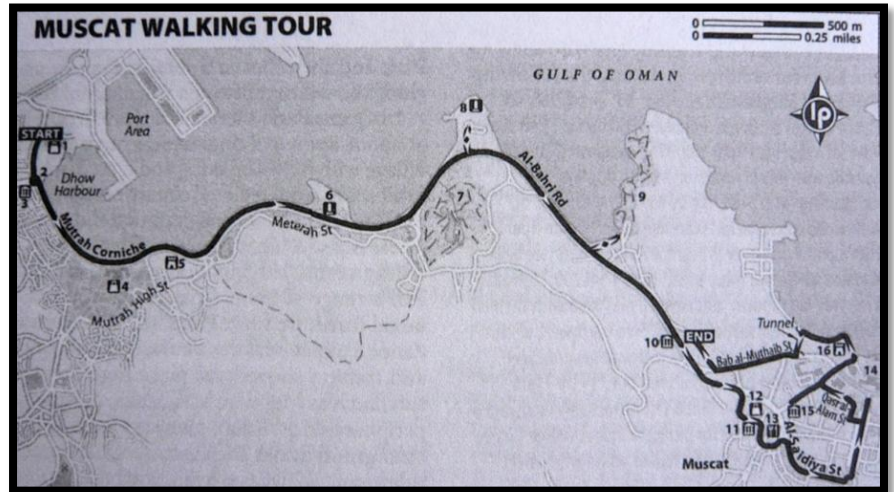 MUSCAT WALKING TOUR
0 500 m
0 0.25 miles
GULF OF OMAN
lp
START
1
Port
Area
2
Dhow
Harbour
3
Mutrah Corniche
4
5
Mutrah High St
6
Meterah St
7
8
Al-Bahri Rd
9
10
END
Tunnel
Bab al-Muthaib St
16
14
12
11
13
15
Qasr al
Alam St
Al-Saidiya St
Muscat